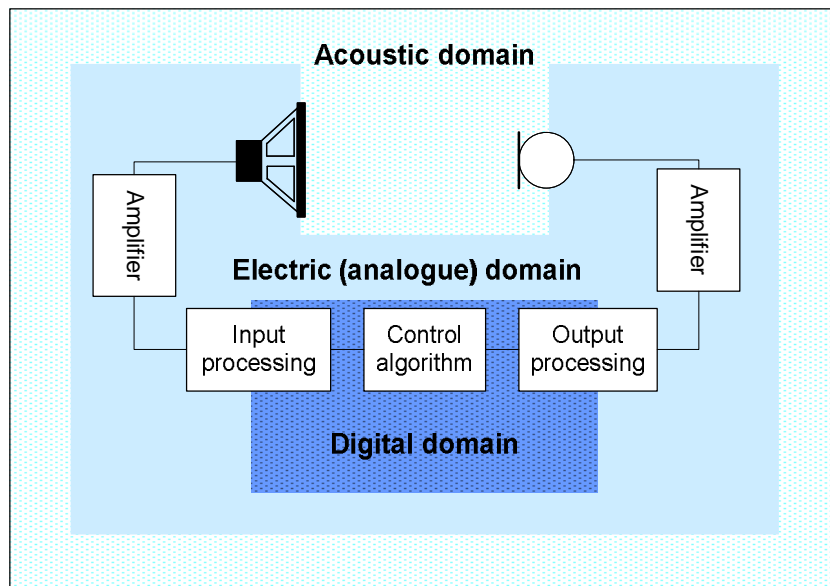 Acoustic domain
Amplifier
Amplifier
Electric (analogue) domain
Input
processing
Control
algorithm
Output
processing
Digital domain